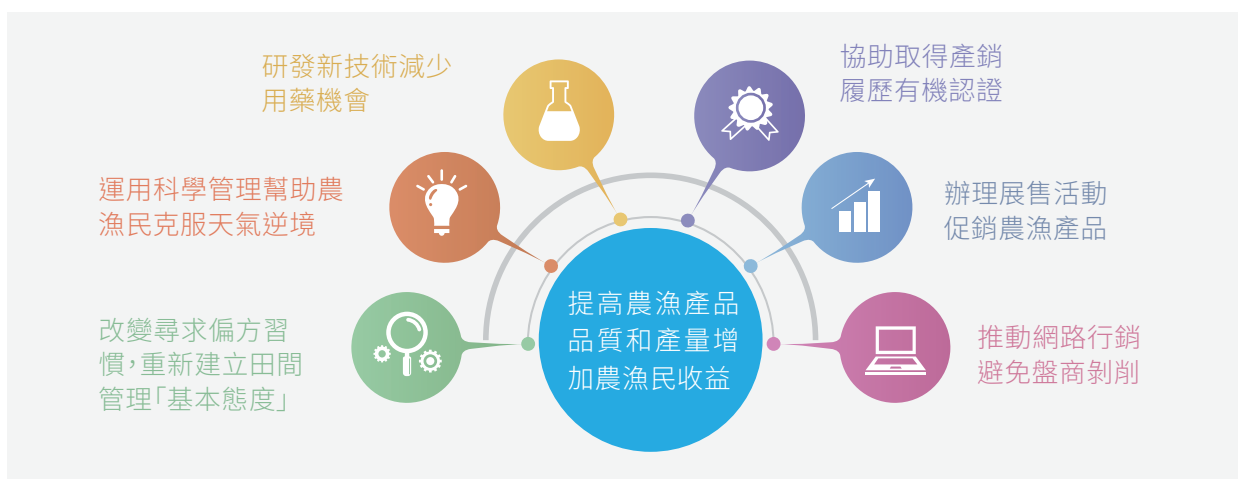 研發新技術減少
用藥機會
協助取得產銷
履歷有機認證
運用科學管理幫助農
漁民克服天氣逆境
辦理展售活動
促銷農漁產品
改變尋求偏方習
慣，重新建立田間
管理「基本態度」
提高農漁產品
品質和產量增
加農漁民收益
推動網路行銷
避免盤商剝削